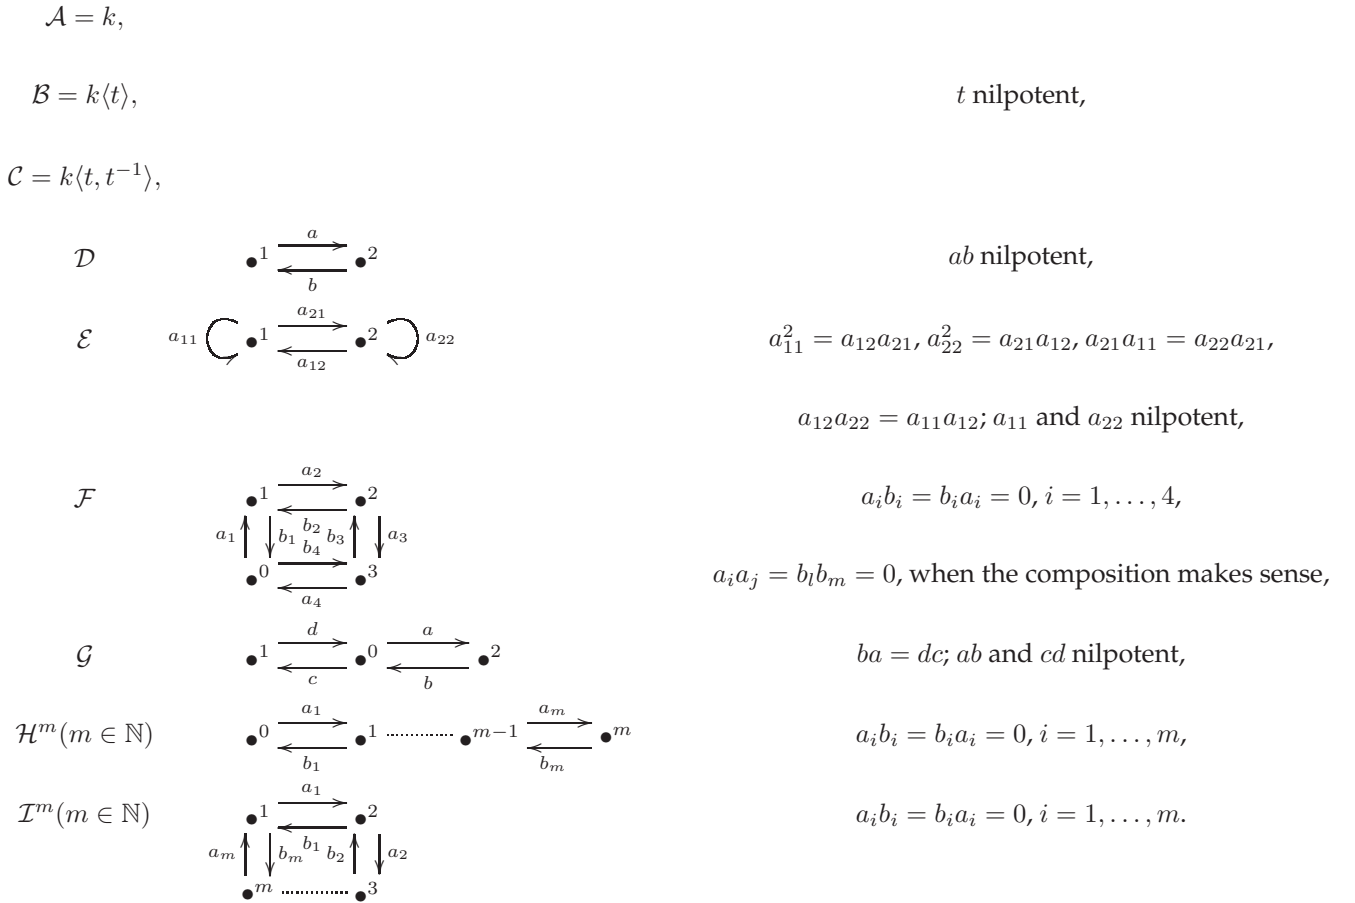 𝒜 = k,
ℬ = k⟨t⟩, t nilpotent,
𝒞 = k⟨t, t⁻¹⟩,
a
𝒟 •¹ •² ab nilpotent,
b
a₂₁
ℰ a₁₁ •¹ •² a₂₂ a₁₁² = a₁₂a₂₁, a₂₂² = a₂₁a₁₂, a₂₁a₁₁ = a₂₂a₂₁,
a₁₂
a₁₂a₂₂ = a₁₁a₁₂; a₁₁ and a₂₂ nilpotent,
a₂
ℱ •¹ •² aᵢbᵢ = bᵢaᵢ = 0, i = 1, . . . , 4,
b₂
a₁ b₁ b₃ a₃
b₄
•⁰ •³ aᵢaⱼ = bₗbₘ = 0, when the composition makes sense,
a₄
d a
𝒢 •¹ •⁰ •² ba = dc; ab and cd nilpotent,
c b
a₁ aₘ
ℋᵐ(m ∈ ℕ) •⁰ •¹ •ᵐ⁻¹ •ᵐ aᵢbᵢ = bᵢaᵢ = 0, i = 1, . . . , m,
b₁ bₘ
a₁
ℐᵐ(m ∈ ℕ) •¹ •² aᵢbᵢ = bᵢaᵢ = 0, i = 1, . . . , m.
b₁
aₘ bₘ b₂ a₂
•ᵐ •³